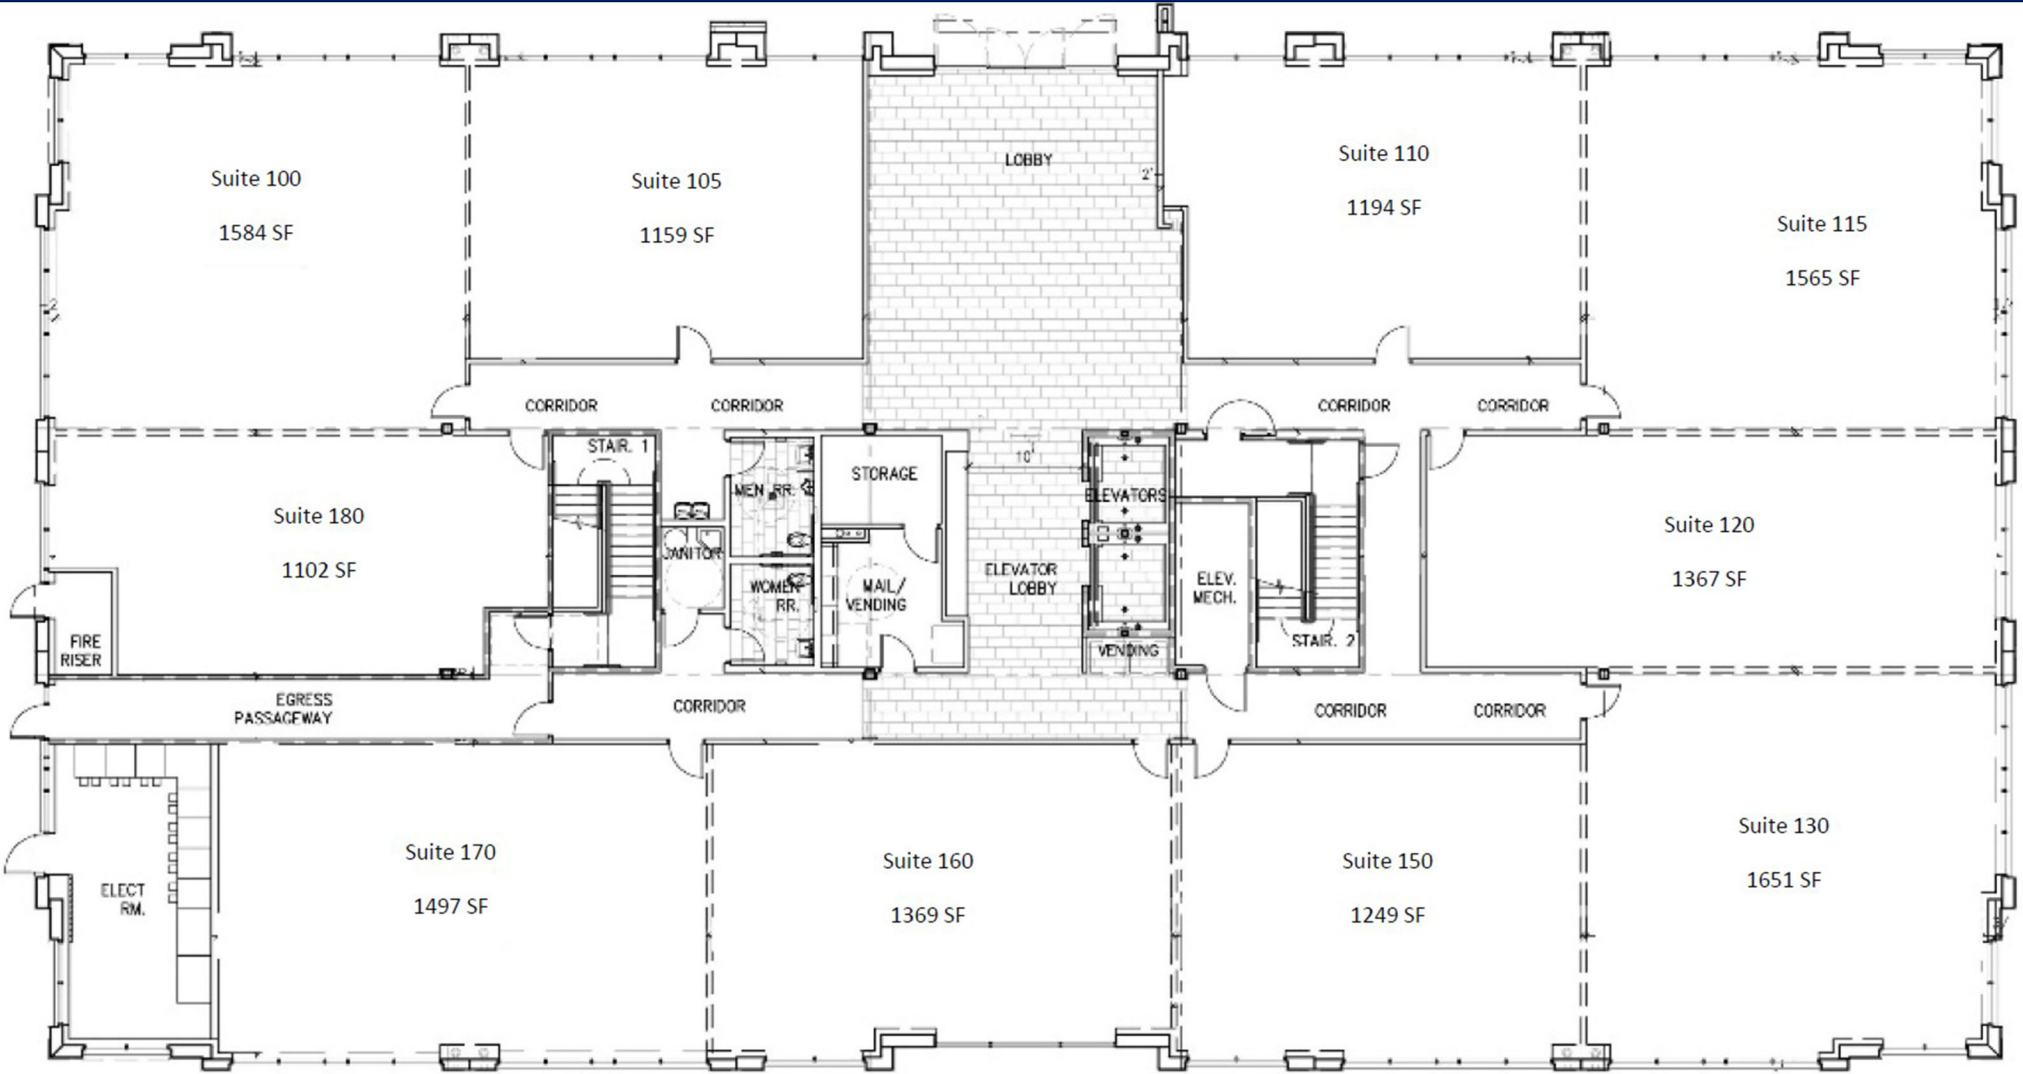 LOBBY
Suite 110
1194 SF
Suite 100
1584 SF
Suite 105
1159 SF
2'
Suite 115
1565 SF
CORRIDOR
CORRIDOR
CORRIDOR
CORRIDOR
STAIR. 1
MEN RR.
STORAGE
10'
ELEVATORS
Suite 180
1102 SF
Suite 120
1367 SF
JANITOR
WOMEN
RR.
MAIL/
VENDING
ELEVATOR
LOBBY
ELEV.
MECH.
FIRE
RISER
VENDING
STAIR. 2
EGRESS
PASSAGEWAY
CORRIDOR
CORRIDOR
CORRIDOR
ELECT
RM.
Suite 170
1497 SF
Suite 160
1369 SF
Suite 150
1249 SF
Suite 130
1651 SF